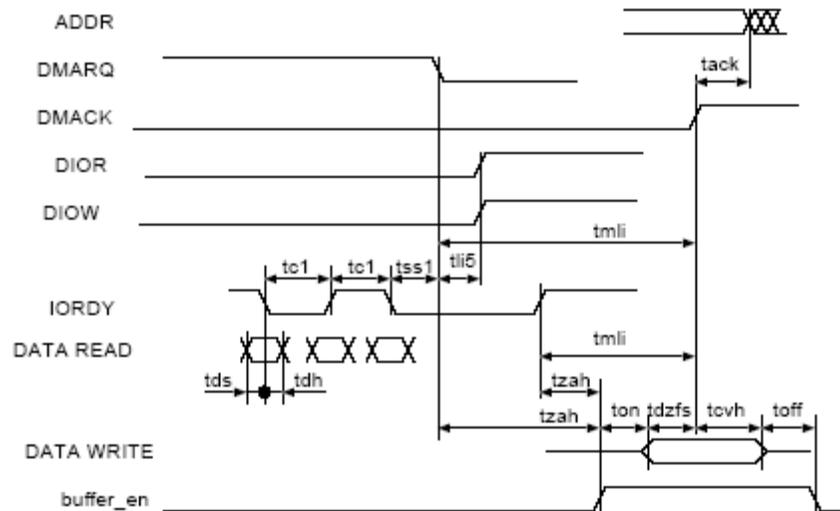 ADDR
DMARQ
tack
DMACK
DIOR
DIOW
tmli
tc1 tc1 tss1 tli5
IORDY
DATA READ
tmli
tds tdh
tzah
tzah ton tdzfs tcvh toff
DATA WRITE
buffer_en